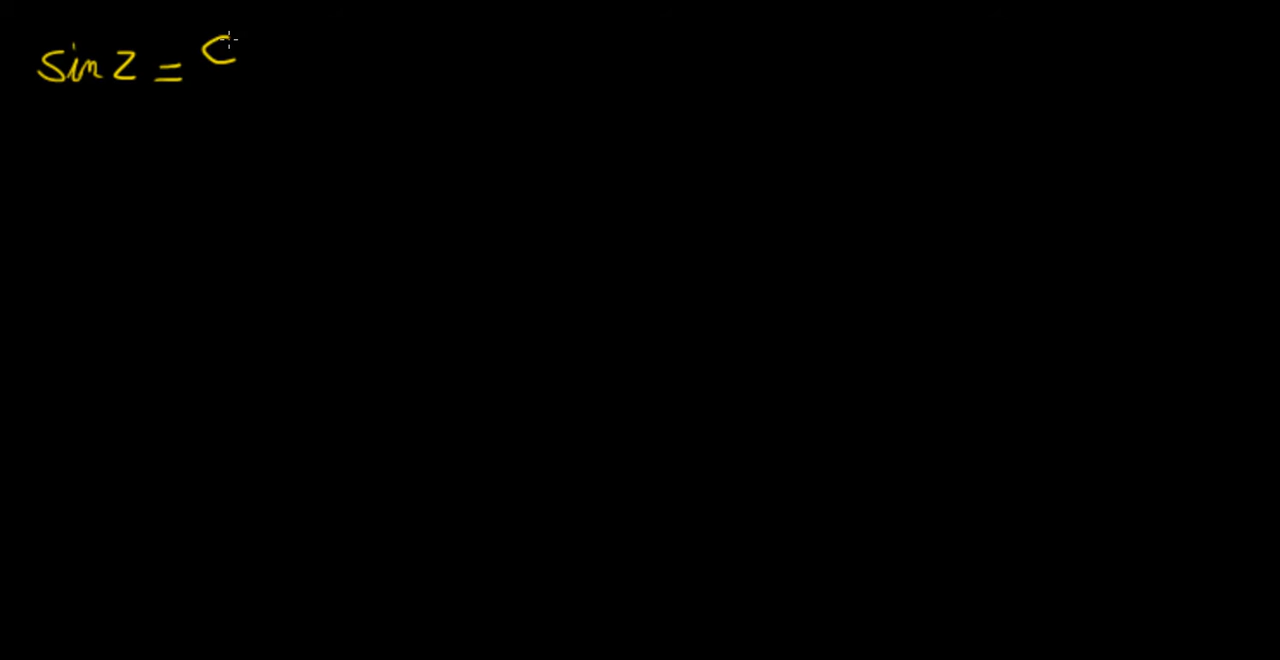 sin z =